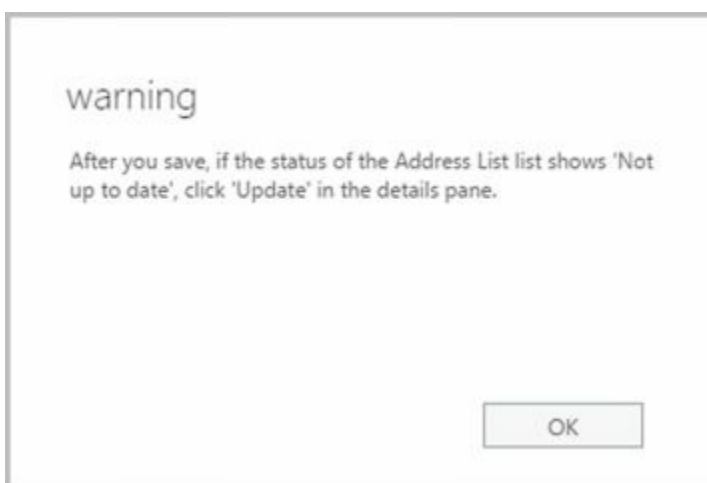 warning
After you save, if the status of the Address List list shows 'Not
up to date', click 'Update' in the details pane.
OK